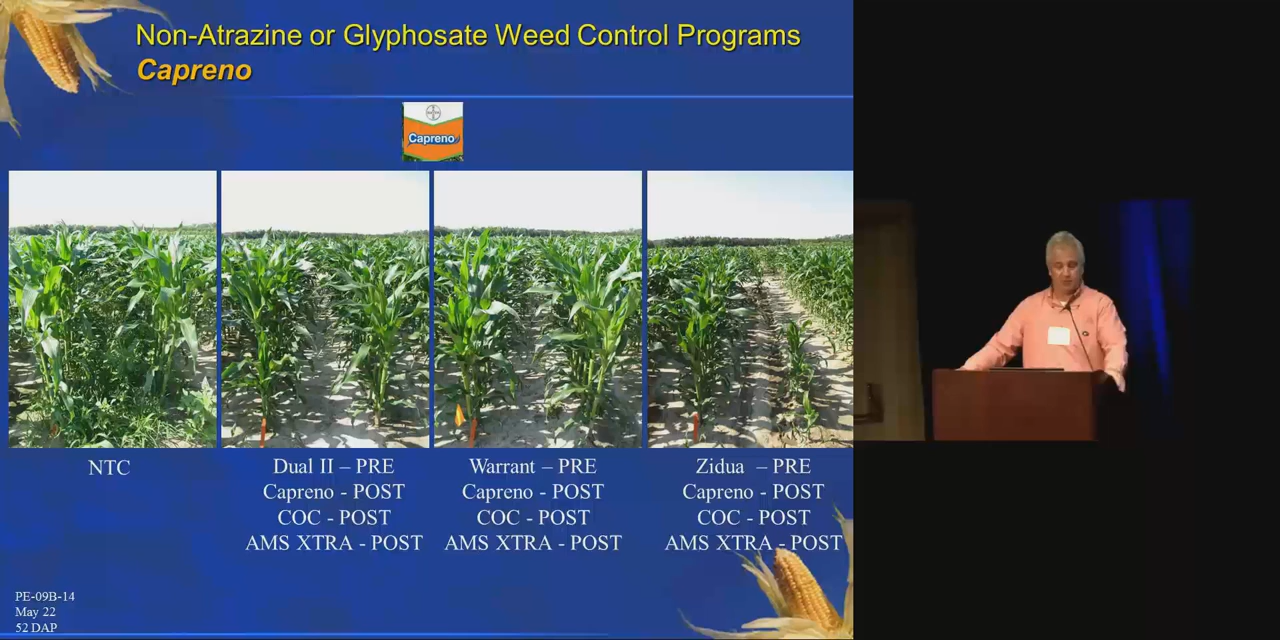 Non-Atrazine or Glyphosate Weed Control Programs
Capreno
Capreno
NTC
Dual II – PRE
Capreno - POST
COC - POST
AMS XTRA - POST
Warrant – PRE
Capreno - POST
COC - POST
AMS XTRA - POST
Zidua – PRE
Capreno - POST
COC - POST
AMS XTRA - POST
PE-09B-14
May 22
52 DAP